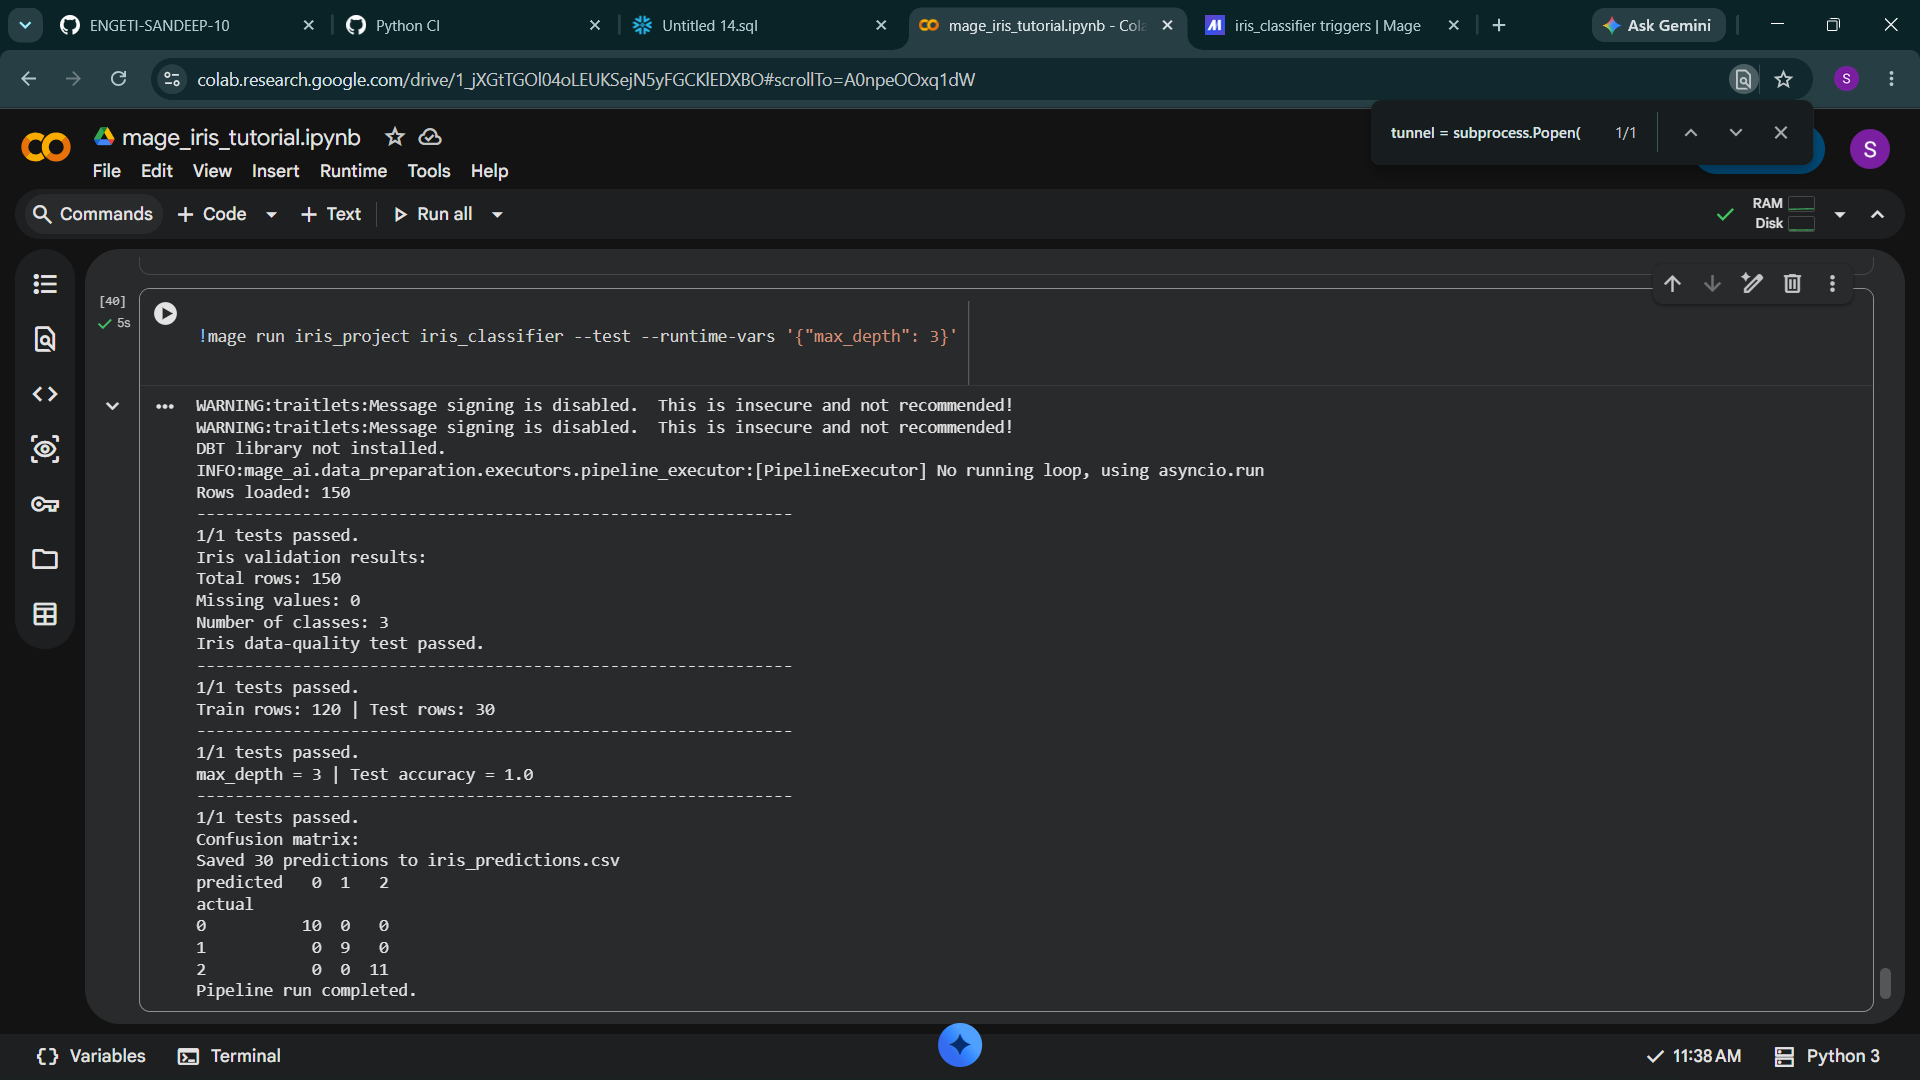 ENGETI-SANDEEP-10
Python CI
Untitled 14.sql
mage_iris_tutorial.ipynb - Cola
iris_classifier triggers | Mage
Ask Gemini
colab.research.google.com/drive/1_jXGtTGOl04oLEUKSejN5yFGCKlEDXBO#scrollTo=A0npeOOxq1dW
S
tunnel = subprocess.Popen(
1/1
mage_iris_tutorial.ipynb
S
File Edit View Insert Runtime Tools Help
Commands + Code + Text Run all
RAM
Disk
[40]
5s
!mage run iris_project iris_classifier --test --runtime-vars '{"max_depth": 3}'
WARNING:traitlets:Message signing is disabled.  This is insecure and not recommended!
WARNING:traitlets:Message signing is disabled.  This is insecure and not recommended!
DBT library not installed.
INFO:mage_ai.data_preparation.executors.pipeline_executor:[PipelineExecutor] No running loop, using asyncio.run
Rows loaded: 150
--------------------------------------------------------------
1/1 tests passed.
Iris validation results:
Total rows: 150
Missing values: 0
Number of classes: 3
Iris data-quality test passed.
--------------------------------------------------------------
1/1 tests passed.
Train rows: 120 | Test rows: 30
--------------------------------------------------------------
1/1 tests passed.
max_depth = 3 | Test accuracy = 1.0
--------------------------------------------------------------
1/1 tests passed.
Confusion matrix:
Saved 30 predictions to iris_predictions.csv
predicted   0  1   2
actual
0          10  0   0
1           0  9   0
2           0  0  11
Pipeline run completed.
Variables
Terminal
11:38 AM
Python 3